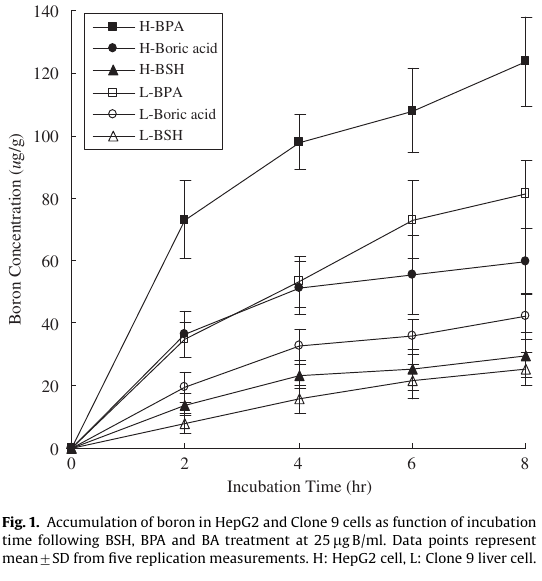 140
120
100
80
60
40
20
0
Boron Concentration (ug/g)
H-BPA
H-Boric acid
H-BSH
L-BPA
L-Boric acid
L-BSH
0 2 4 6 8
Incubation Time (hr)
Fig. 1. Accumulation of boron in HepG2 and Clone 9 cells as function of incubation
time following BSH, BPA and BA treatment at 25 μg B/ml. Data points represent
mean±SD from five replication measurements. H: HepG2 cell, L: Clone 9 liver cell.